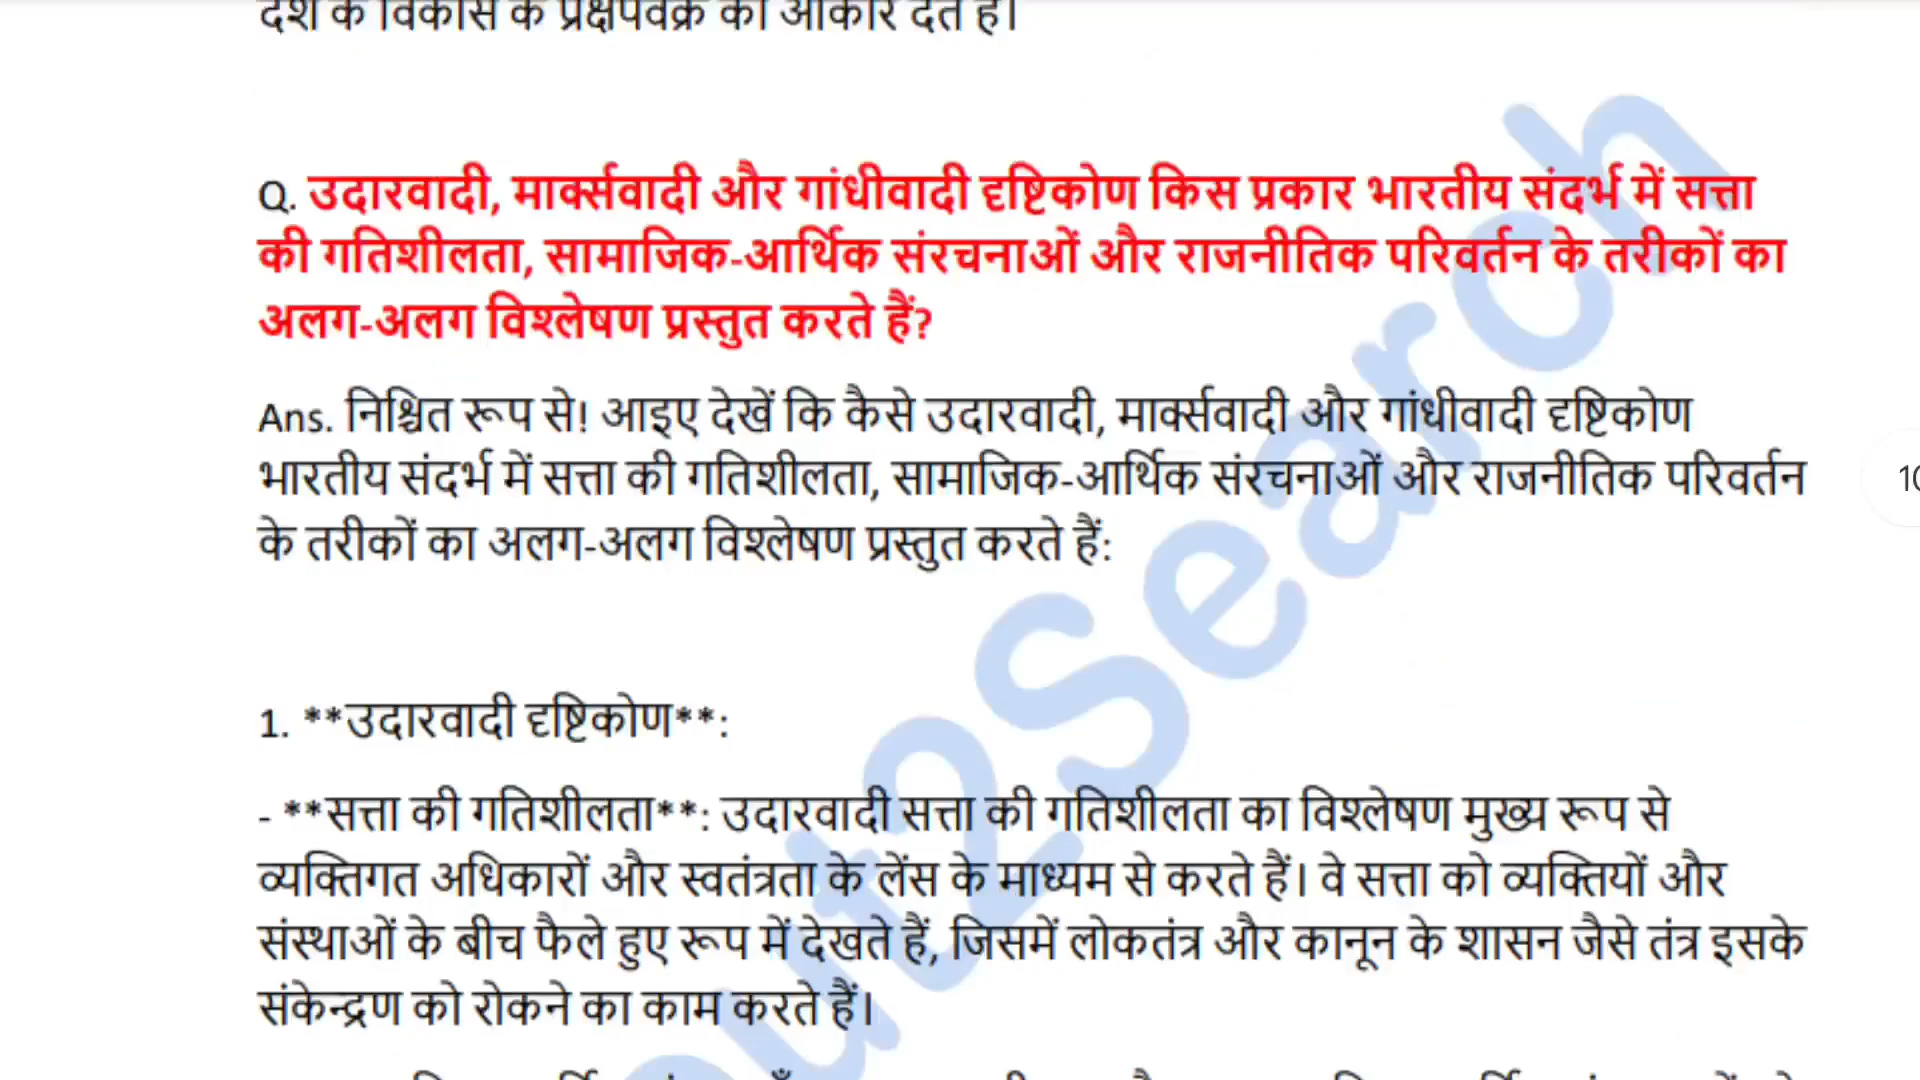 देश के विकास के प्रक्षेपवक्र को आकार देते हैं।
Q. उदारवादी, मार्क्सवादी और गांधीवादी दृष्टिकोण किस प्रकार भारतीय संदर्भ में सत्ता
की गतिशीलता, सामाजिक-आर्थिक संरचनाओं और राजनीतिक परिवर्तन के तरीकों का
अलग-अलग विश्लेषण प्रस्तुत करते हैं?
Ans. निश्चित रूप से! आइए देखें कि कैसे उदारवादी, मार्क्सवादी और गांधीवादी दृष्टिकोण
भारतीय संदर्भ में सत्ता की गतिशीलता, सामाजिक-आर्थिक संरचनाओं और राजनीतिक परिवर्तन
के तरीकों का अलग-अलग विश्लेषण प्रस्तुत करते हैं:
1. **उदारवादी दृष्टिकोण**:
- **सत्ता की गतिशीलता**: उदारवादी सत्ता की गतिशीलता का विश्लेषण मुख्य रूप से
व्यक्तिगत अधिकारों और स्वतंत्रता के लेंस के माध्यम से करते हैं। वे सत्ता को व्यक्तियों और
संस्थाओं के बीच फैले हुए रूप में देखते हैं, जिसमें लोकतंत्र और कानून के शासन जैसे तंत्र इसके
संकेन्द्रण को रोकने का काम करते हैं।